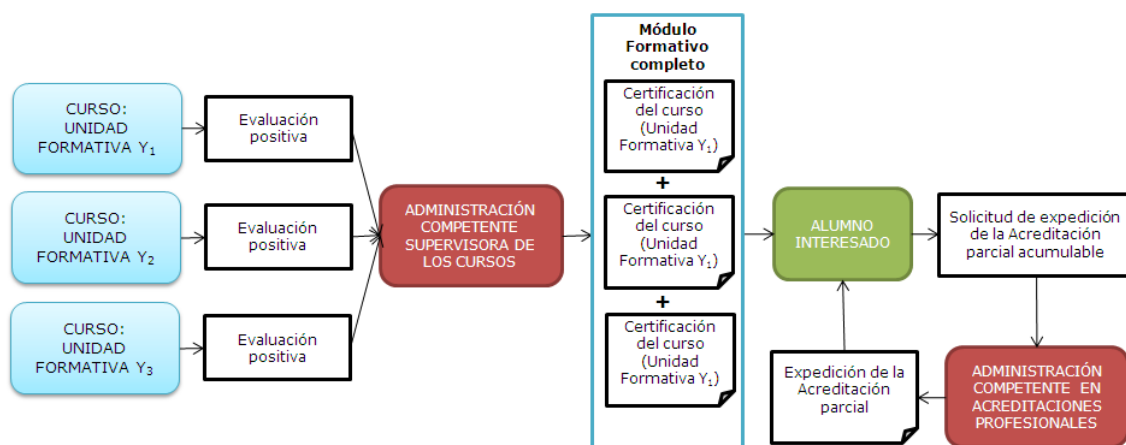 CURSO:
UNIDAD
FORMATIVA Y₁
Evaluación
positiva
CURSO:
UNIDAD
FORMATIVA Y₂
Evaluación
positiva
CURSO:
UNIDAD
FORMATIVA Y₃
Evaluación
positiva
ADMINISTRACIÓN
COMPETENTE
SUPERVISORA DE
LOS CURSOS
Módulo
Formativo
completo
Certificación
del curso
(Unidad
Formativa Y₁)
+
Certificación
del curso
(Unidad
Formativa Y₁)
+
Certificación
del curso
(Unidad
Formativa Y₁)
ALUMNO
INTERESADO
Solicitud de expedición
de la Acreditación
parcial acumulable
ADMINISTRACIÓN
COMPETENTE EN
ACREDITACIONES
PROFESIONALES
Expedición de la
Acreditación
parcial